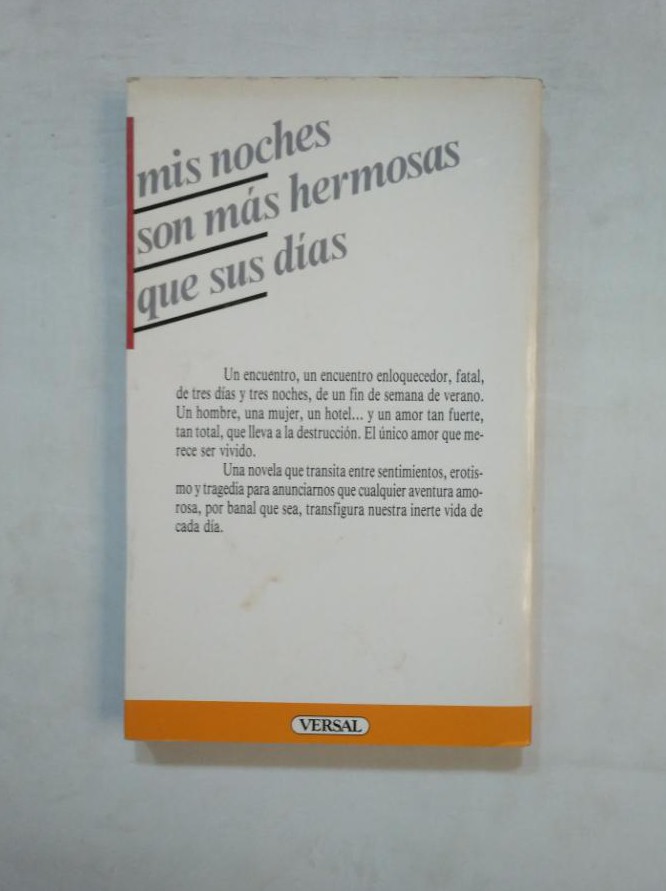 mis noches
son más hermosas
que sus días
Un encuentro, un encuentro enloquecedor, fatal,
de tres días y tres noches, de un fin de semana de verano.
Un hombre, una mujer, un hotel... y un amor tan fuerte,
tan total, que lleva a la destrucción. El único amor que me-
rece ser vivido.
Una novela que transita entre sentimientos, erotis-
mo y tragedia para anunciarnos que cualquier aventura amo-
rosa, por banal que sea, transfigura nuestra inerte vida de
cada día.
VERSAL